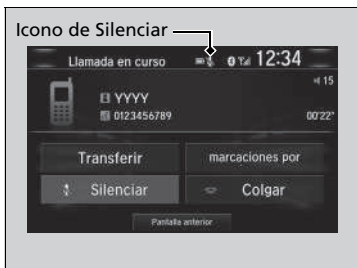 Icono de Silenciar
Llamada en curso 12:34
15
YYYY
0123456789 00'22"
Transferir marcaciones por
Silenciar Colgar
Pantalla anterior